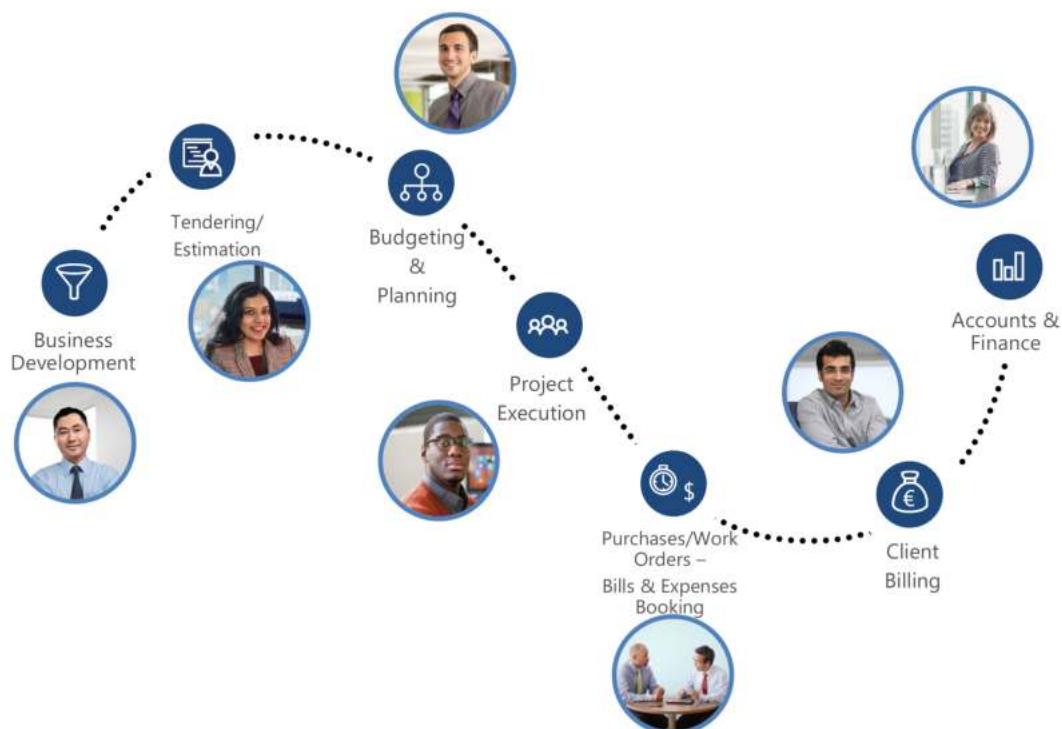 Business
Development
Tendering/
Estimation
Budgeting
&
Planning
Project
Execution
$
Purchases/Work
Orders –
Bills & Expenses
Booking
€
Client
Billing
Accounts &
Finance